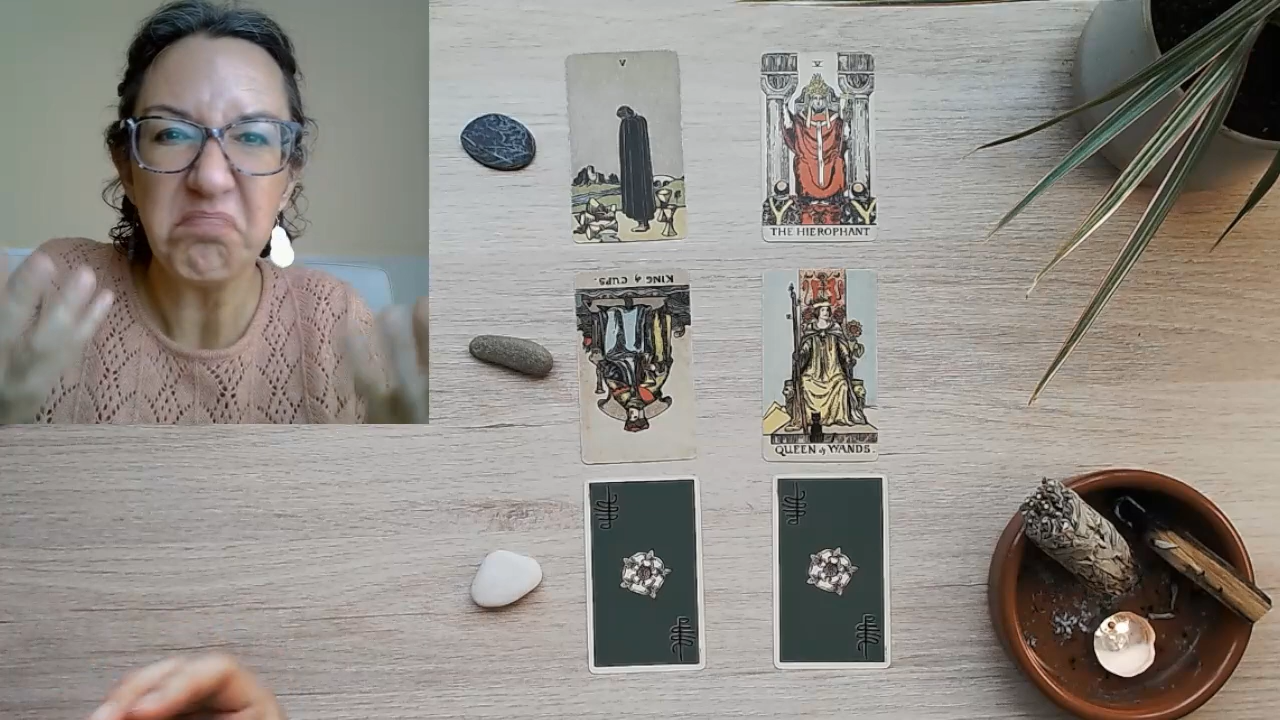 V
V
THE HIEROPHANT
KING of CUPS.
QUEEN of WANDS.